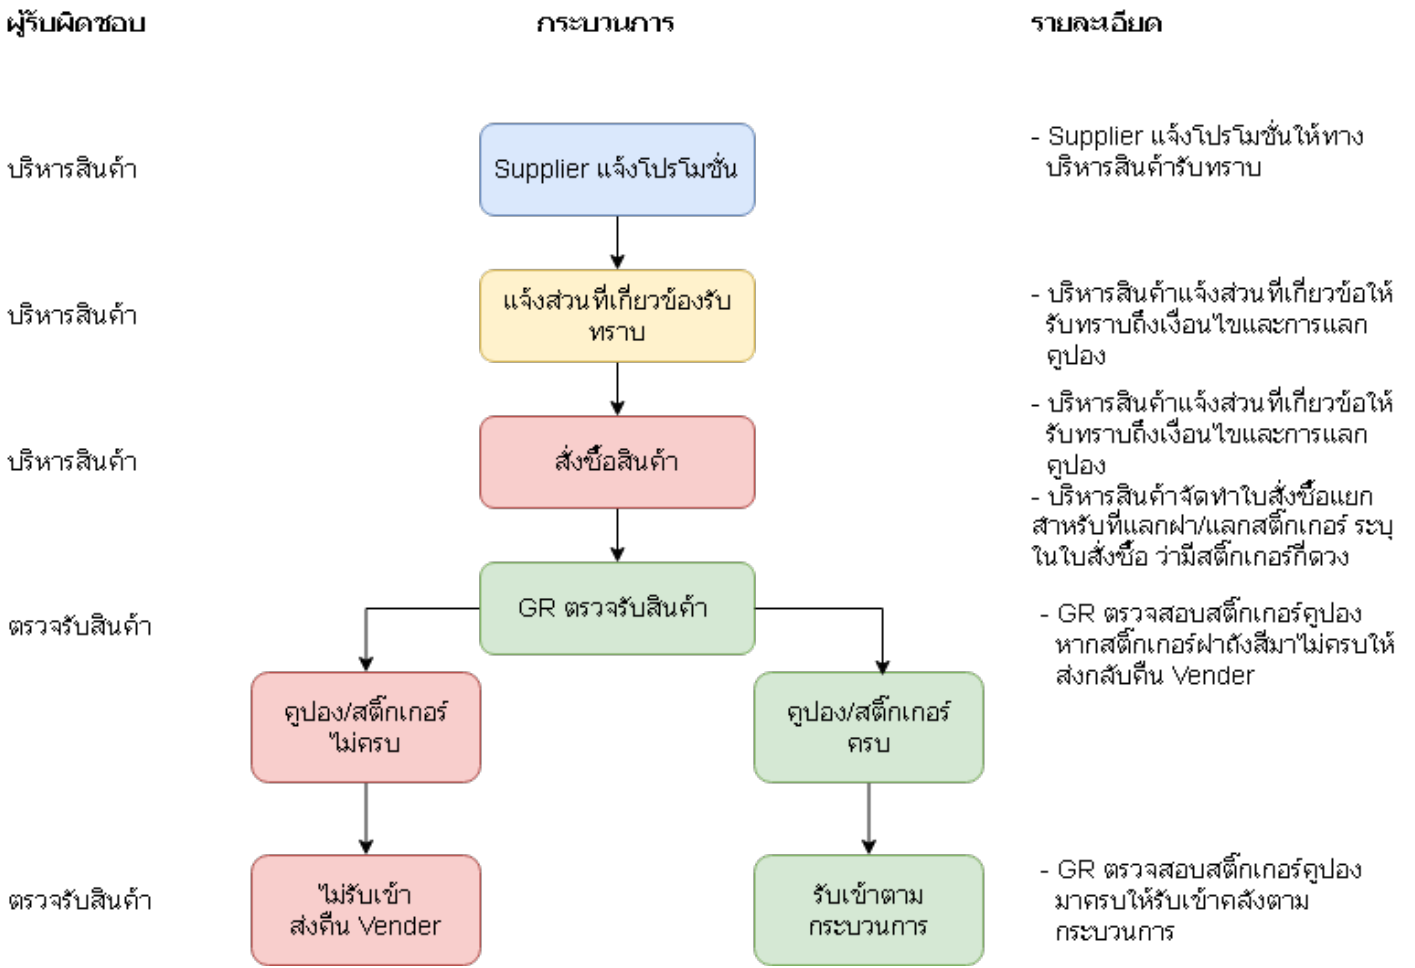 ผู้รับผิดชอบ
กระบวนการ
รายละเอียด
บริหารสินค้า
Supplier แจ้งโปรโมชั่น
- Supplier แจ้งโปรโมชั่นให้ทาง
บริหารสินค้ารับทราบ
บริหารสินค้า
แจ้งส่วนที่เกี่ยวข้องรับ
ทราบ
- บริหารสินค้าแจ้งส่วนที่เกี่ยวข้อให้
รับทราบถึงเงื่อนไขและการแลก
คูปอง
บริหารสินค้า
สั่งซื้อสินค้า
- บริหารสินค้าแจ้งส่วนที่เกี่ยวข้อให้
รับทราบถึงเงื่อนไขและการแลก
คูปอง
- บริหารสินค้าจัดทำใบสั่งซื้อแยก
สำหรับที่แลกฝา/แลกสติ๊กเกอร์ ระบุ
ในใบสั่งซื้อ ว่ามีสติ๊กเกอร์กี่ดวง
ตรวจรับสินค้า
GR ตรวจรับสินค้า
- GR ตรวจสอบสติ๊กเกอร์คูปอง
หากสติ๊กเกอร์ฝาถังสีมาไม่ครบให้
ส่งกลับคืน Vender
คูปอง/สติ๊กเกอร์
ไม่ครบ
คูปอง/สติ๊กเกอร์
ครบ
ตรวจรับสินค้า
ไม่รับเข้า
ส่งคืน Vender
รับเข้าตาม
กระบวนการ
- GR ตรวจสอบสติ๊กเกอร์คูปอง
มาครบให้รับเข้าคลังตาม
กระบวนการ